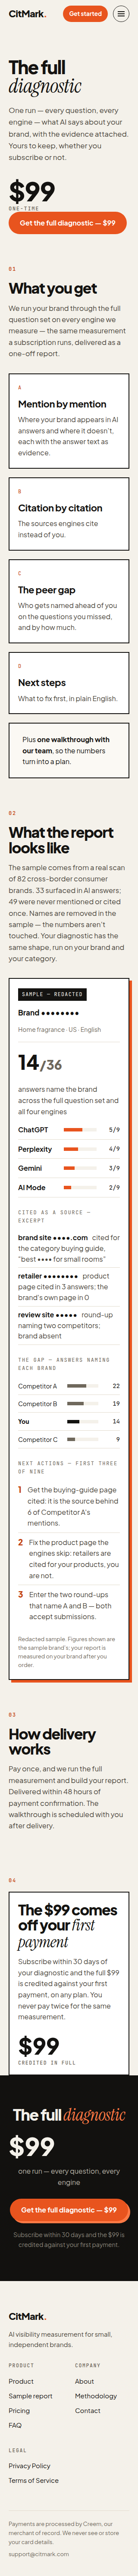 CitMark.
Get started
The full
diagnostic
One run — every question, every
engine — what AI says about your
brand, with the evidence attached.
Yours to keep, whether you
subscribe or not.
$99
ONE-TIME
Get the full diagnostic — $99
01
What you get
We run your brand through the full
question set on every engine we
measure — the same measurement
a subscription runs, delivered as a
one-off report.
A
Mention by mention
Where your brand appears in AI
answers and where it doesn't,
each with the answer text as
evidence.
B
Citation by citation
The sources engines cite
instead of you.
C
The peer gap
Who gets named ahead of you
on the questions you missed,
and by how much.
D
Next steps
What to fix first, in plain English.
Plus one walkthrough with
our team, so the numbers
turn into a plan.
02
What the report
looks like
The sample comes from a real scan
of 82 cross-border consumer
brands. 33 surfaced in AI answers;
49 were never mentioned or cited
once. Names are removed in the
sample — the numbers aren't
touched. Your diagnostic has the
same shape, run on your brand and
your category.
SAMPLE — REDACTED
Brand ●●●●●●●●
Home fragrance · US · English
14/36
answers name the brand
across the full question set and
all four engines
ChatGPT 5/9
Perplexity 4/9
Gemini 3/9
AI Mode 2/9
CITED AS A SOURCE —
EXCERPT
brand site ●●●●.com cited for
the category buying guide,
"best ●●●● for small rooms"
retailer ●●●●●●●● product
page cited in 3 answers; the
brand's own page in 0
review site ●●●●● round-up
naming two competitors;
brand absent
THE GAP — ANSWERS NAMING
EACH BRAND
Competitor A 22
Competitor B 19
You 14
Competitor C 9
NEXT ACTIONS — FIRST THREE
OF NINE
1 Get the buying-guide page
cited: it is the source behind
6 of Competitor A's
mentions.
2 Fix the product page the
engines skip: retailers are
cited for your products, you
are not.
3 Enter the two round-ups
that name A and B — both
accept submissions.
Redacted sample. Figures shown are
the sample brand's; your report is
measured on your brand after you
order.
03
How delivery
works
Pay once, and we run the full
measurement and build your report.
Delivered within 48 hours of
payment confirmation. The
walkthrough is scheduled with you
after delivery.
04
The $99 comes
off your first
payment
Subscribe within 30 days of
your diagnostic and the full $99
is credited against your first
payment, on any plan. You
never pay twice for the same
measurement.
$99
CREDITED IN FULL
The full diagnostic
$99
one run — every question, every
engine
Get the full diagnostic — $99
Subscribe within 30 days and the $99 is
credited against your first payment.
CitMark.
AI visibility measurement for small,
independent brands.
PRODUCT
Product
Sample report
Pricing
FAQ
COMPANY
About
Methodology
Contact
LEGAL
Privacy Policy
Terms of Service
Payments are processed by Creem, our
merchant of record. We never see or store
your card details.
support@citmark.com